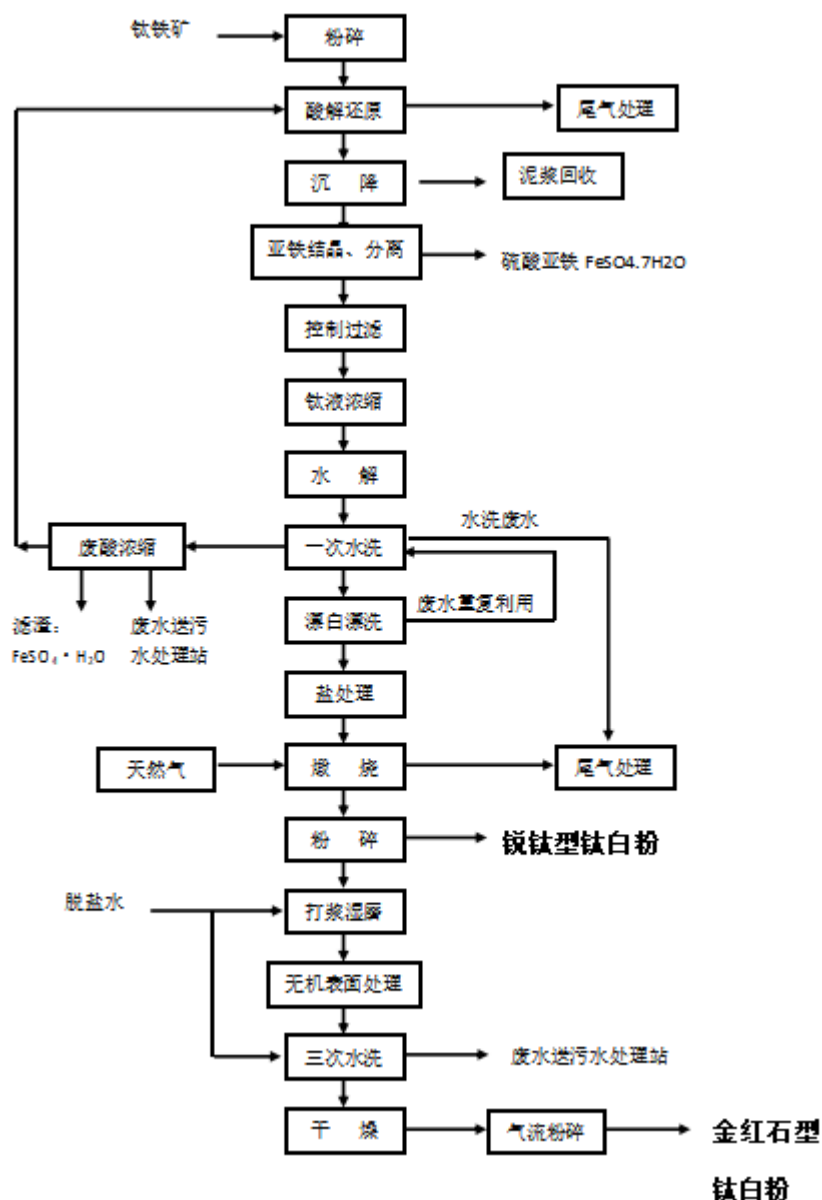 钛铁矿
粉碎
酸解还原
尾气处理
沉 降
泥浆回收
亚铁结晶、分离
硫酸亚铁 FeSO4.7H2O
控制过滤
钛液浓缩
水 解
水洗废水
废酸浓缩
一次水洗
废水重复利用
漂白漂洗
滤渣：
FeSO₄·H₂O
废水送污
水处理站
盐处理
天然气
煅 烧
尾气处理
粉 碎
锐钛型钛白粉
脱盐水
打浆湿磨
无机表面处理
三次水洗
废水送污水处理站
干 燥
气流粉碎
金红石型
钛白粉